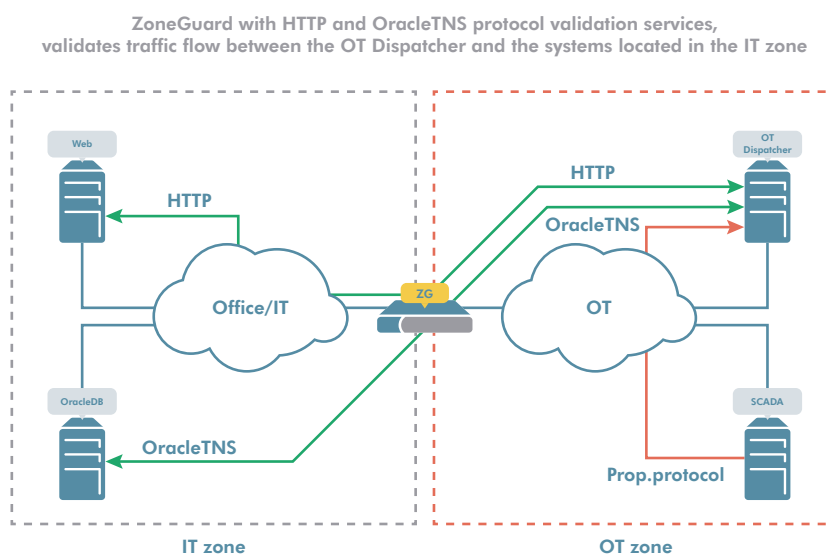 ZoneGuard with HTTP and OracleTNS protocol validation services,
validates traffic flow between the OT Dispatcher and the systems located in the IT zone
Web
OT
Dispatcher
HTTP
HTTP
OracleTNS
ZG
Office/IT
OT
OracleDB
SCADA
OracleTNS
Prop.protocol
IT zone
OT zone